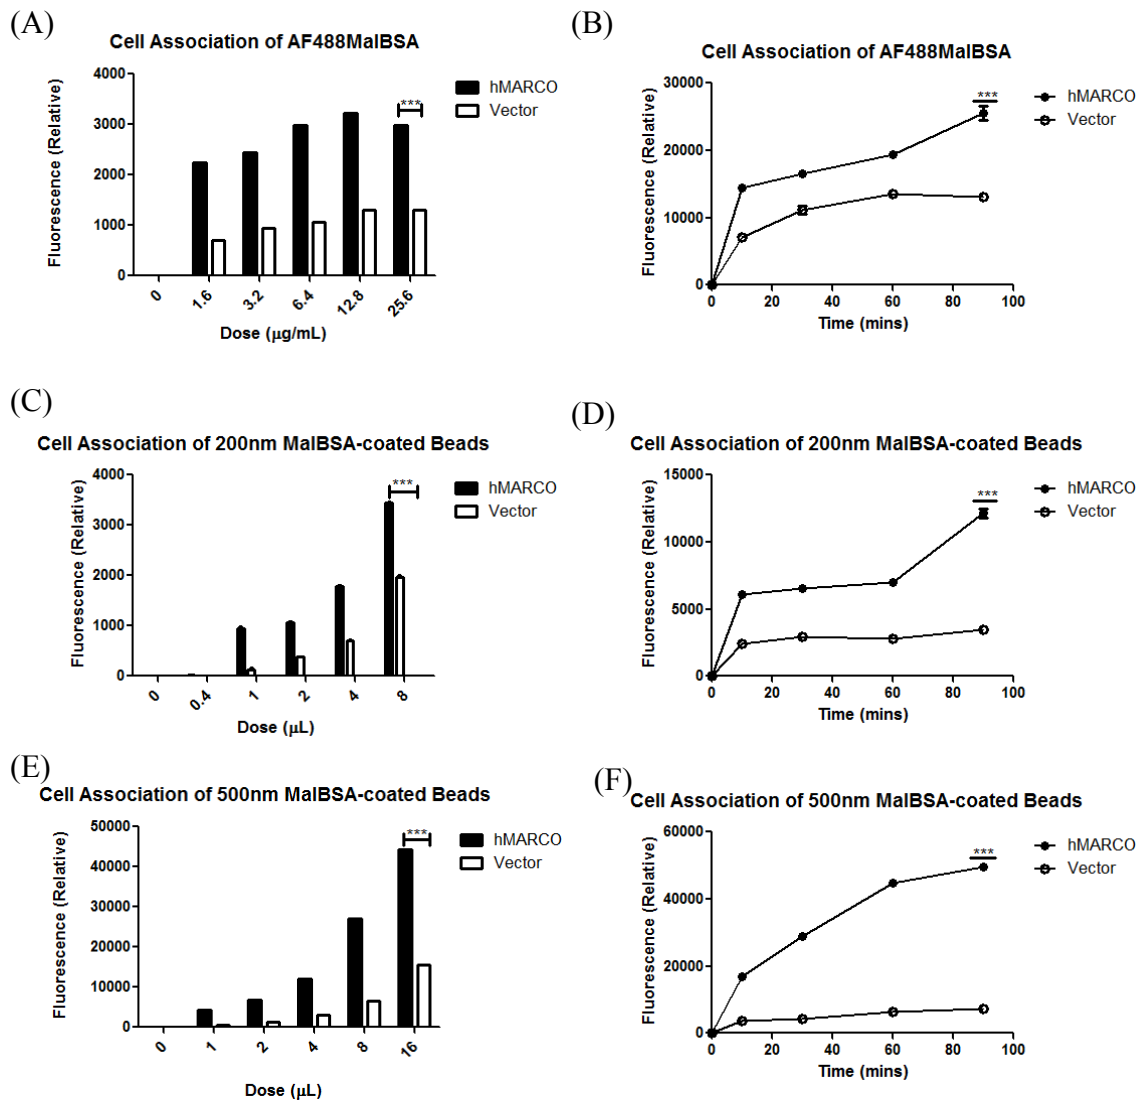 (A)
Cell Association of AF488MalBSA
Fluorescence (Relative)
4000
3000
2000
1000
0
0
1.6
3.2
6.4
12.8
25.6
Dose (μg/mL)
***
hMARCO
Vector
(B)
Cell Association of AF488MalBSA
Fluorescence (Relative)
30000
20000
10000
0
0
20
40
60
80
100
Time (mins)
***
hMARCO
Vector
(C)
Cell Association of 200nm MalBSA-coated Beads
Fluorescence (Relative)
4000
3000
2000
1000
0
0
0.4
1
2
4
8
Dose (μL)
***
hMARCO
Vector
(D)
Cell Association of 200nm MalBSA-coated Beads
Fluorescence (Relative)
15000
10000
5000
0
0
20
40
60
80
100
Time (mins)
***
hMARCO
Vector
(E)
Cell Association of 500nm MalBSA-coated Beads
Fluorescence (Relative)
50000
40000
30000
20000
10000
0
0
1
2
4
8
16
Dose (μL)
***
hMARCO
Vector
(F)
Cell Association of 500nm MalBSA-coated Beads
Fluorescence (Relative)
60000
40000
20000
0
0
20
40
60
80
100
Time (mins)
***
hMARCO
Vector